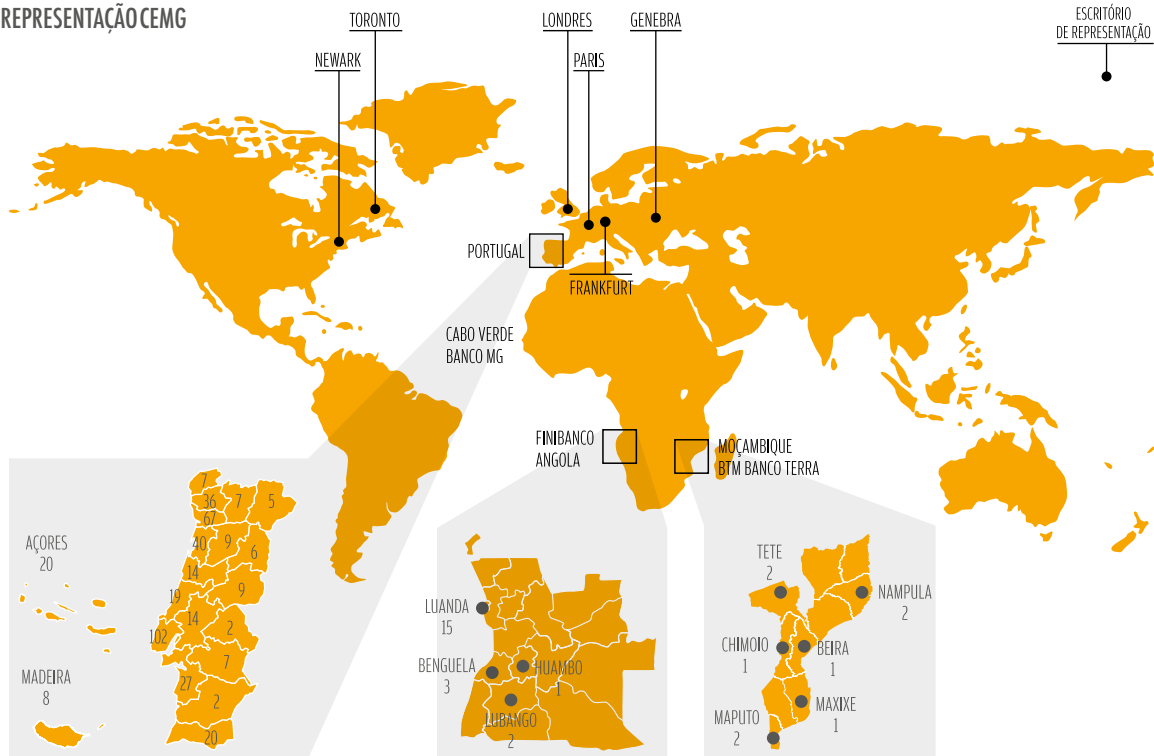 REPRESENTAÇÃO CEMG
TORONTO
LONDRES
GENEBRA
ESCRITÓRIO
DE REPRESENTAÇÃO
NEWARK
PARIS
PORTUGAL
FRANKFURT
CABO VERDE
BANCO MG
FINIBANCO
ANGOLA
MOÇAMBIQUE
BTM BANCO TERRA
7
36
7
5
67
40
9
6
14
9
19
14
102
2
7
27
2
20
AÇORES
20
MADEIRA
8
LUANDA
15
BENGUELA
3
HUAMBO
1
LUBANGO
2
TETE
2
NAMPULA
2
CHIMOIO
1
BEIRA
1
MAXIXE
1
MAPUTO
2